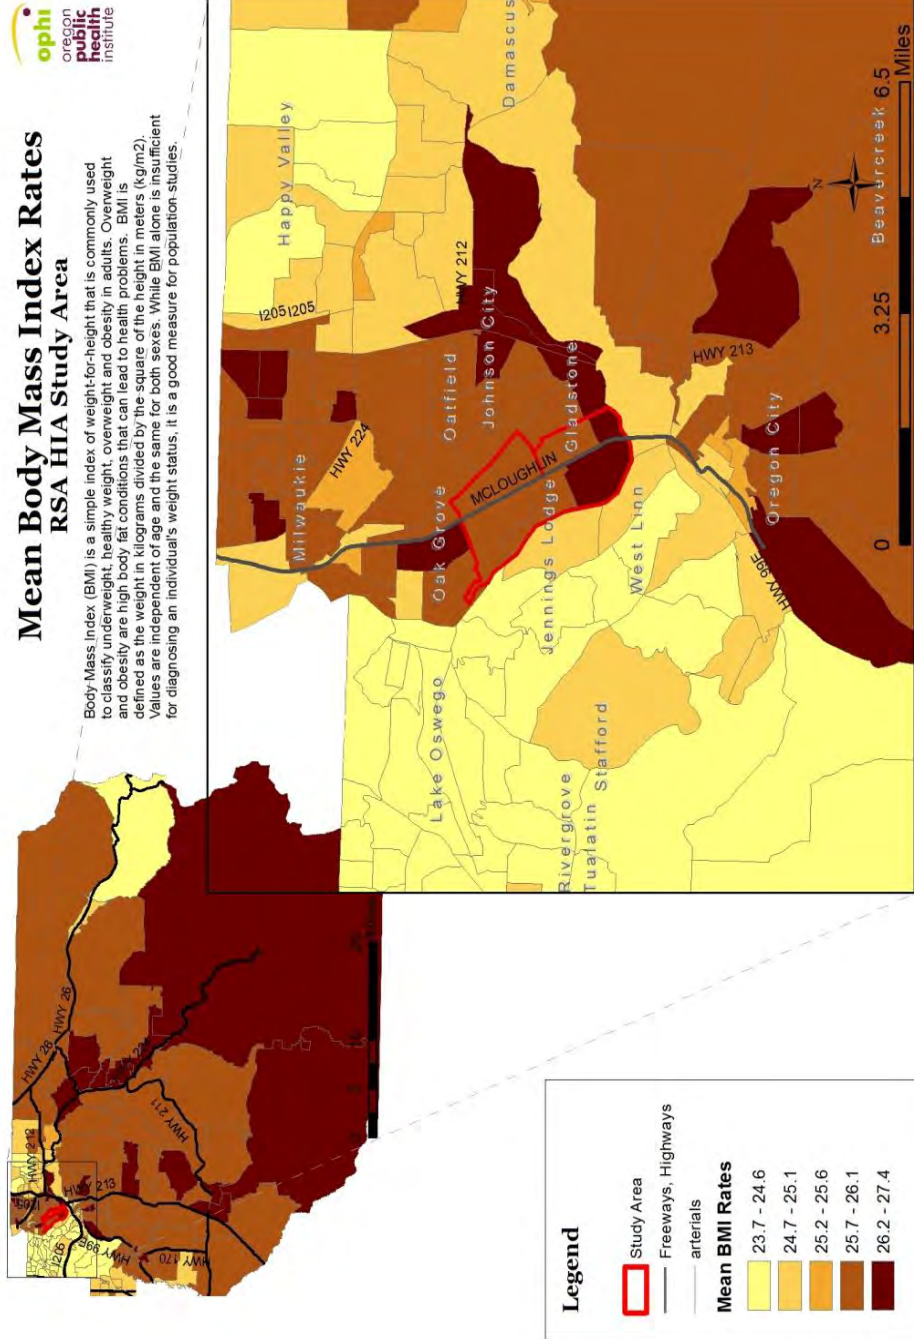 Mean Body Mass Index Rates
RSA HIA Study Area
ophi
oregon
public
health
institute
Body Mass Index (BMI) is a simple index of weight-for-height that is commonly used
to classify underweight, healthy weight, overweight and obesity in adults. Overweight
and obesity are high body fat conditions that can lead to health problems. BMI is
defined as the weight in kilograms divided by the square of the height in meters (kg/m2).
Values are independent of age and the same for both sexes. While BMI alone is insufficient
for diagnosing an individual's weight status, it is a good measure for population studies.
HWY 26
HWY 26
HWY 212
I205
HWY 213
I205
HWY 99E
HWY 211
HWY 170
Milwaukie
HWY 224
I205
I205
Happy Valley
Oak Grove
Oatfield
HWY 212
Johnson City
Damascus
Lake Oswego
MCLOUGHLIN
Jennings Lodge
Gladstone
Rivergrove
Tualatin
Stafford
West Linn
HWY 213
HWY 99E
Oregon City
Beavercreek
N
0
3.25
6.5
Miles
Legend
Study Area
Freeways, Highways
arterials
Mean BMI Rates
23.7 - 24.6
24.7 - 25.1
25.2 - 25.6
25.7 - 26.1
26.2 - 27.4